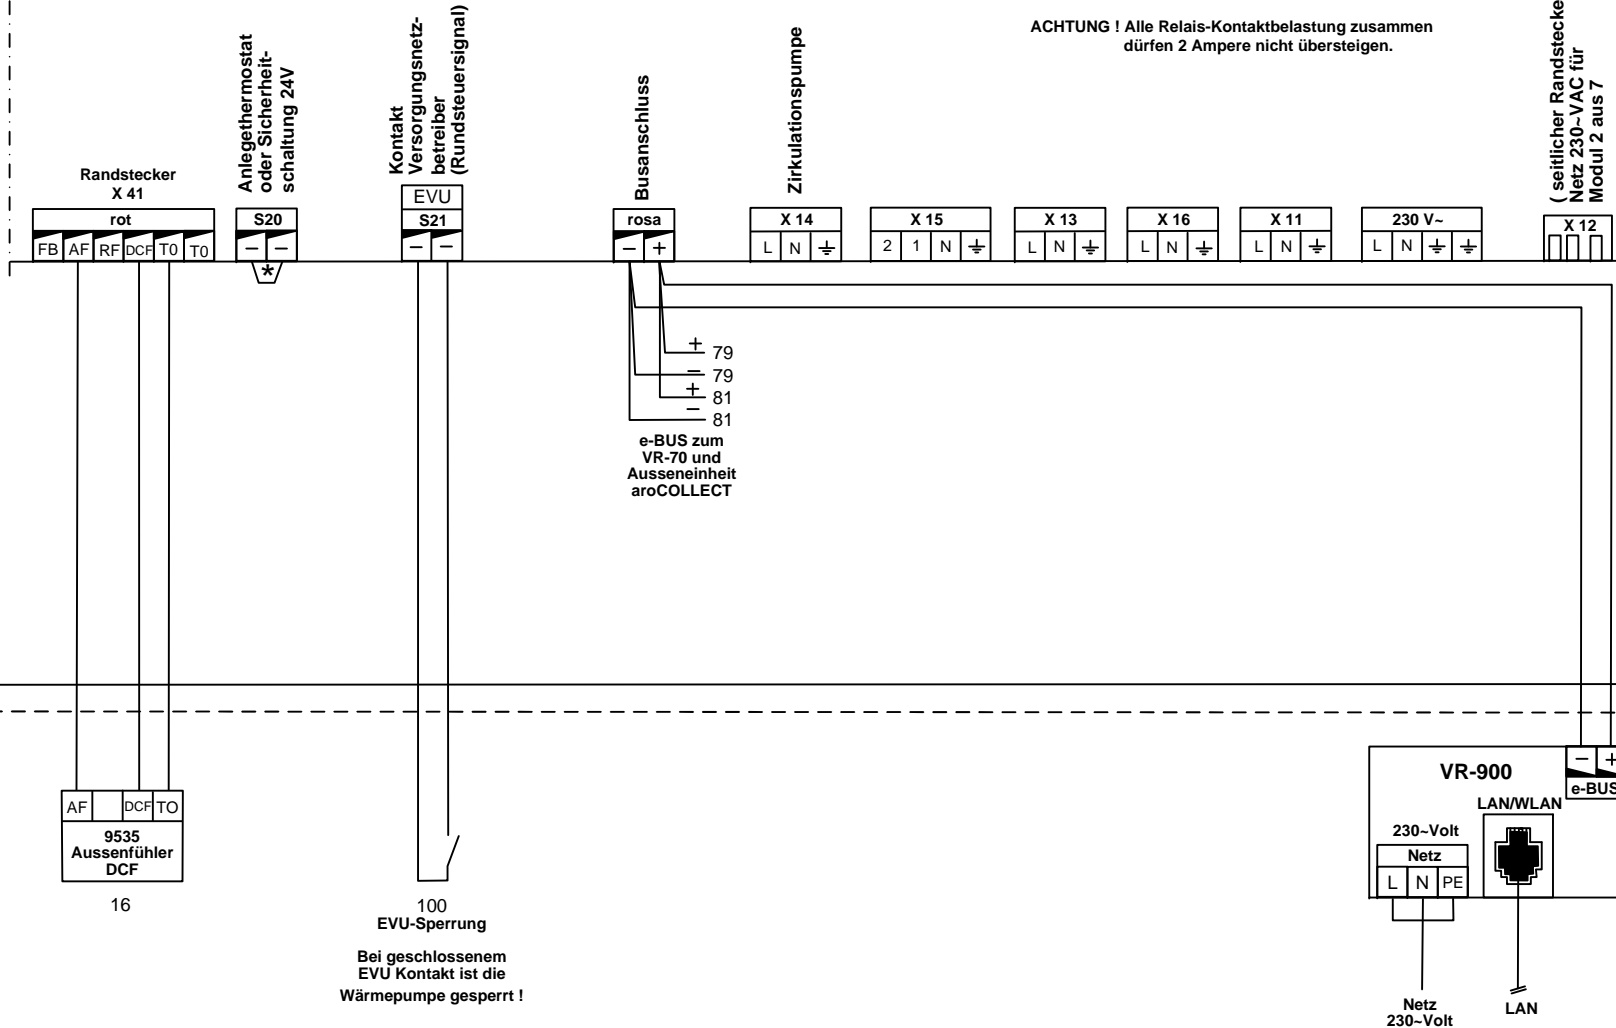 ACHTUNG ! Alle Relais-Kontaktbelastung zusammen
dürfen 2 Ampere nicht übersteigen.
Anlegethermostat
oder Sicherheit-
schaltung 24V
Kontakt
Versorgungsnetz-
betreiber
(Rundsteuersignal)
Busanschluss
Zirkulationspumpe
( seitlicher Randstecke
Netz 230~VAC für
Modul 2 aus 7
Randstecker
X 41
rot
FB AF RF DCF T0 T0
S20
– –
*
EVU
S21
– –
rosa
– +
X 14
L N
X 15
2 1 N
X 13
L N
X 16
L N
X 11
L N
230 V~
L N
X 12
+ 79
– 79
+ 81
– 81
e-BUS zum
VR-70 und
Ausseneinheit
aroCOLLECT
AF DCF TO
9535
Aussenfühler
DCF
16
100
EVU-Sperrung
Bei geschlossenem
EVU Kontakt ist die
Wärmepumpe gesperrt !
VR-900
– +
e-BUS
LAN/WLAN
230~Volt
Netz
L N PE
Netz
230~Volt
LAN